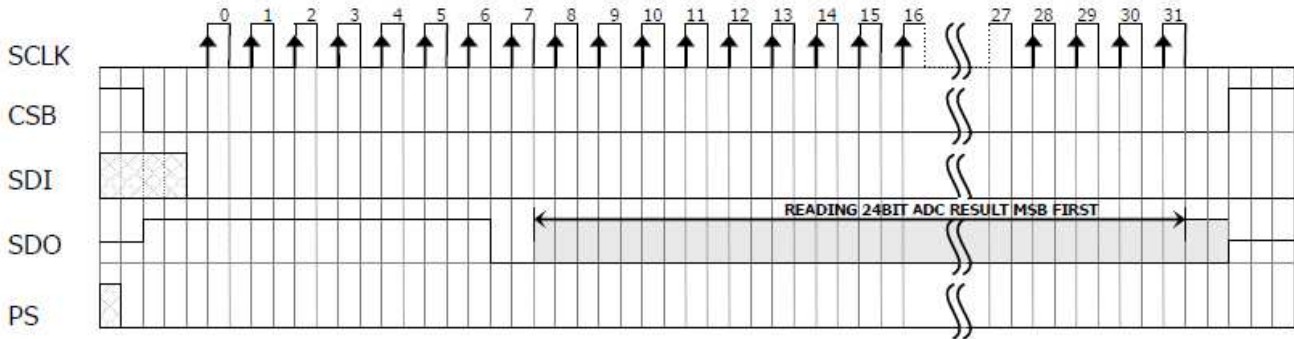 0 1 2 3 4 5 6 7 8 9 10 11 12 13 14 15 16 27 28 29 30 31
SCLK
CSB
SDI
READING 24BIT ADC RESULT MSB FIRST
SDO
PS